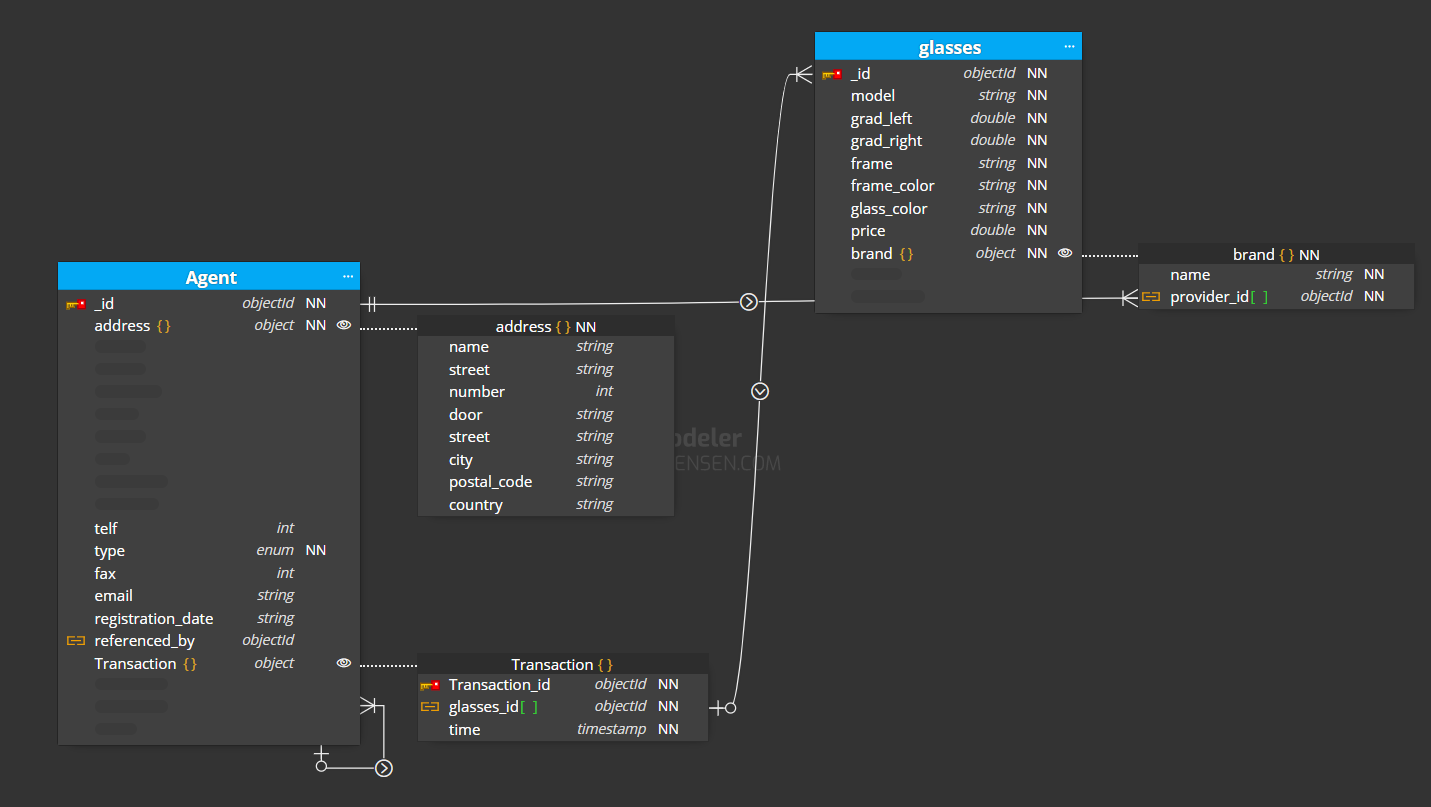 glasses
_id objectId NN
model string NN
grad_left double NN
grad_right double NN
frame string NN
frame_color string NN
glass_color string NN
price double NN
brand {} object NN
brand {} NN
name string NN
provider_id[ ] objectId NN
Agent
_id objectId NN
address {} object NN
telf int
type enum NN
fax int
email string
registration_date string
referenced_by objectId
Transaction {} object
address {} NN
name string
street string
number int
door string
street string
city string
postal_code string
country string
odeler
ENSEN.COM
Transaction {}
Transaction_id objectId NN
glasses_id[ ] objectId NN
time timestamp NN